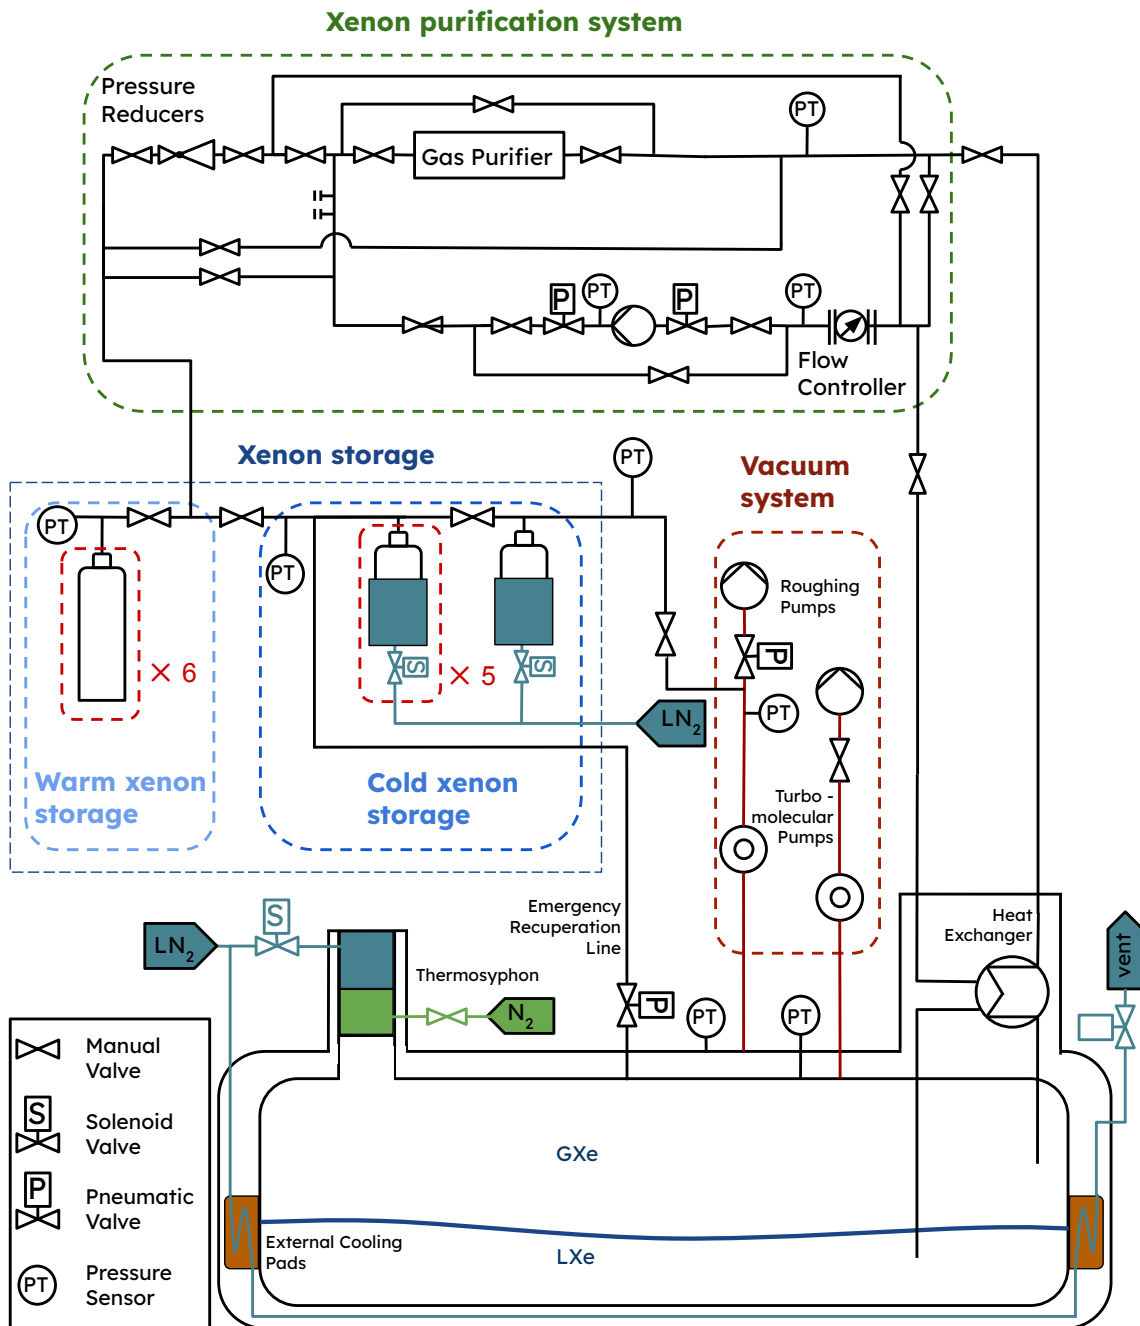 Xenon purification system
Pressure
Reducers
PT
Gas Purifier
P
PT
P
PT
Flow
Controller
Xenon storage
PT
Vacuum
system
PT
PT
Roughing
Pumps
P
S
S
× 6
× 5
PT
LN2
Warm xenon
storage
Cold xenon
storage
Turbo -
molecular
Pumps
Emergency
Recuperation
Line
Heat
Exchanger
S
LN2
vent
Thermosyphon
N2
P
PT
PT
Manual
Valve
S
Solenoid
Valve
P
Pneumatic
Valve
PT
Pressure
Sensor
GXe
External Cooling
Pads
LXe